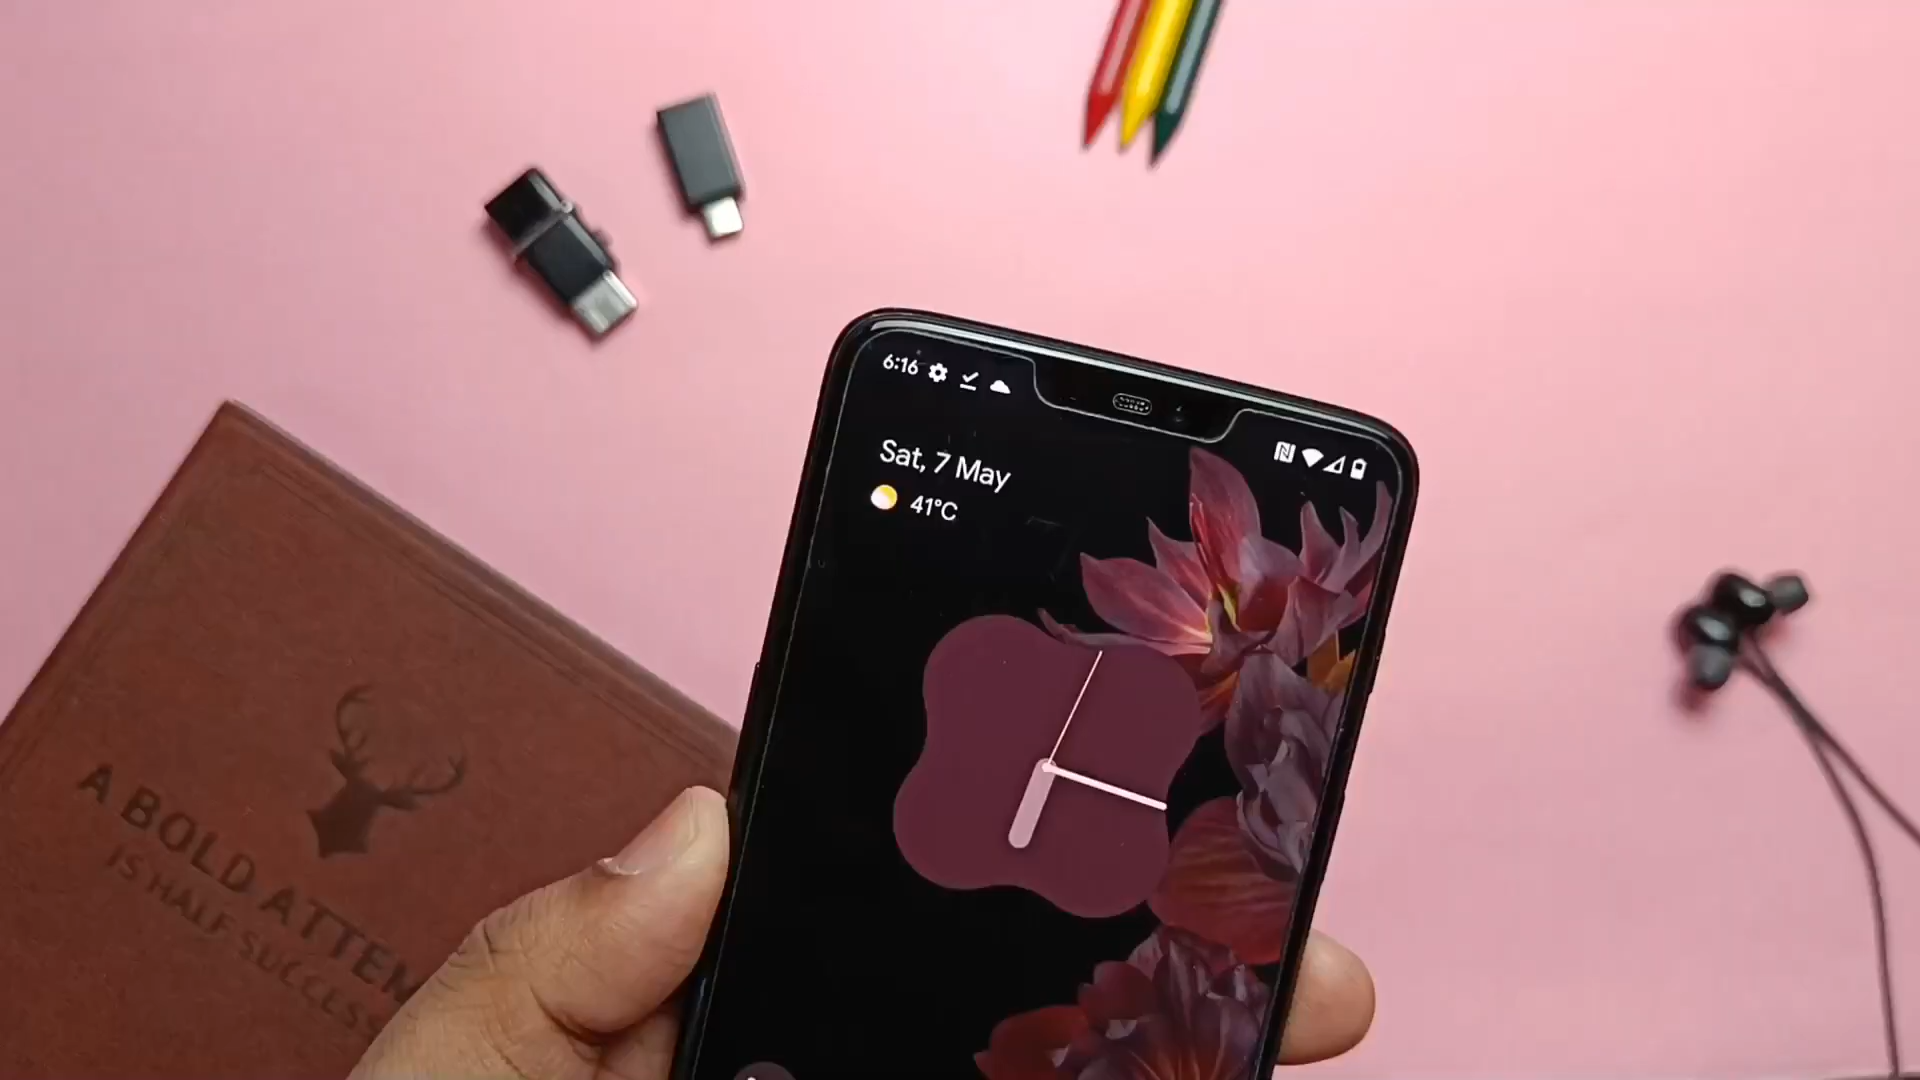 6:16
Sat, 7 May
41°C
A BOLD ATTEM
IS HALF SUCCESS